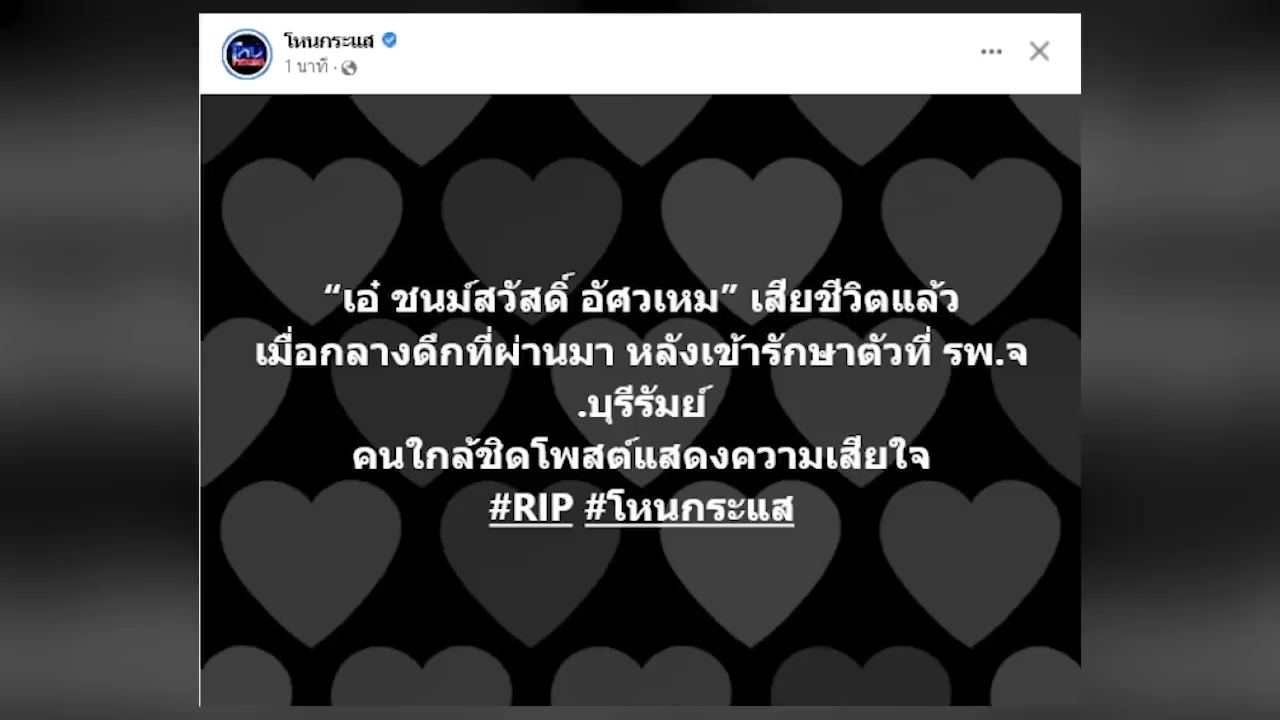 โหนกระแส
1 นาที ·
“เอ๋ ชนม์สวัสดิ์ อัศวเหม” เสียชีวิตแล้ว
เมื่อกลางดึกที่ผ่านมา หลังเข้ารักษาตัวที่ รพ.จ
.บุรีรัมย์
คนใกล้ชิดโพสต์แสดงความเสียใจ
#RIP #โหนกระแส